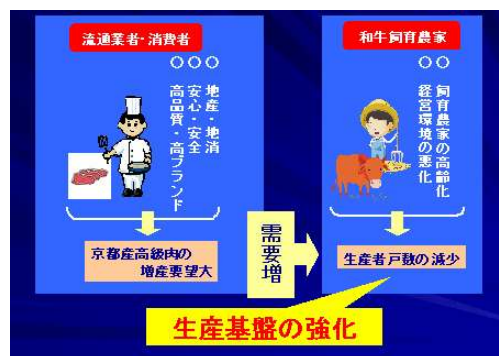 流通業者・消費者
○地産・地消
○安心・安全
○高品質・高ブランド
京都産高級肉の
増産要望大
需要増
和牛飼育農家
○飼育農家の高齢化
○経営環境の悪化
生産者戸数の減少
生産基盤の強化